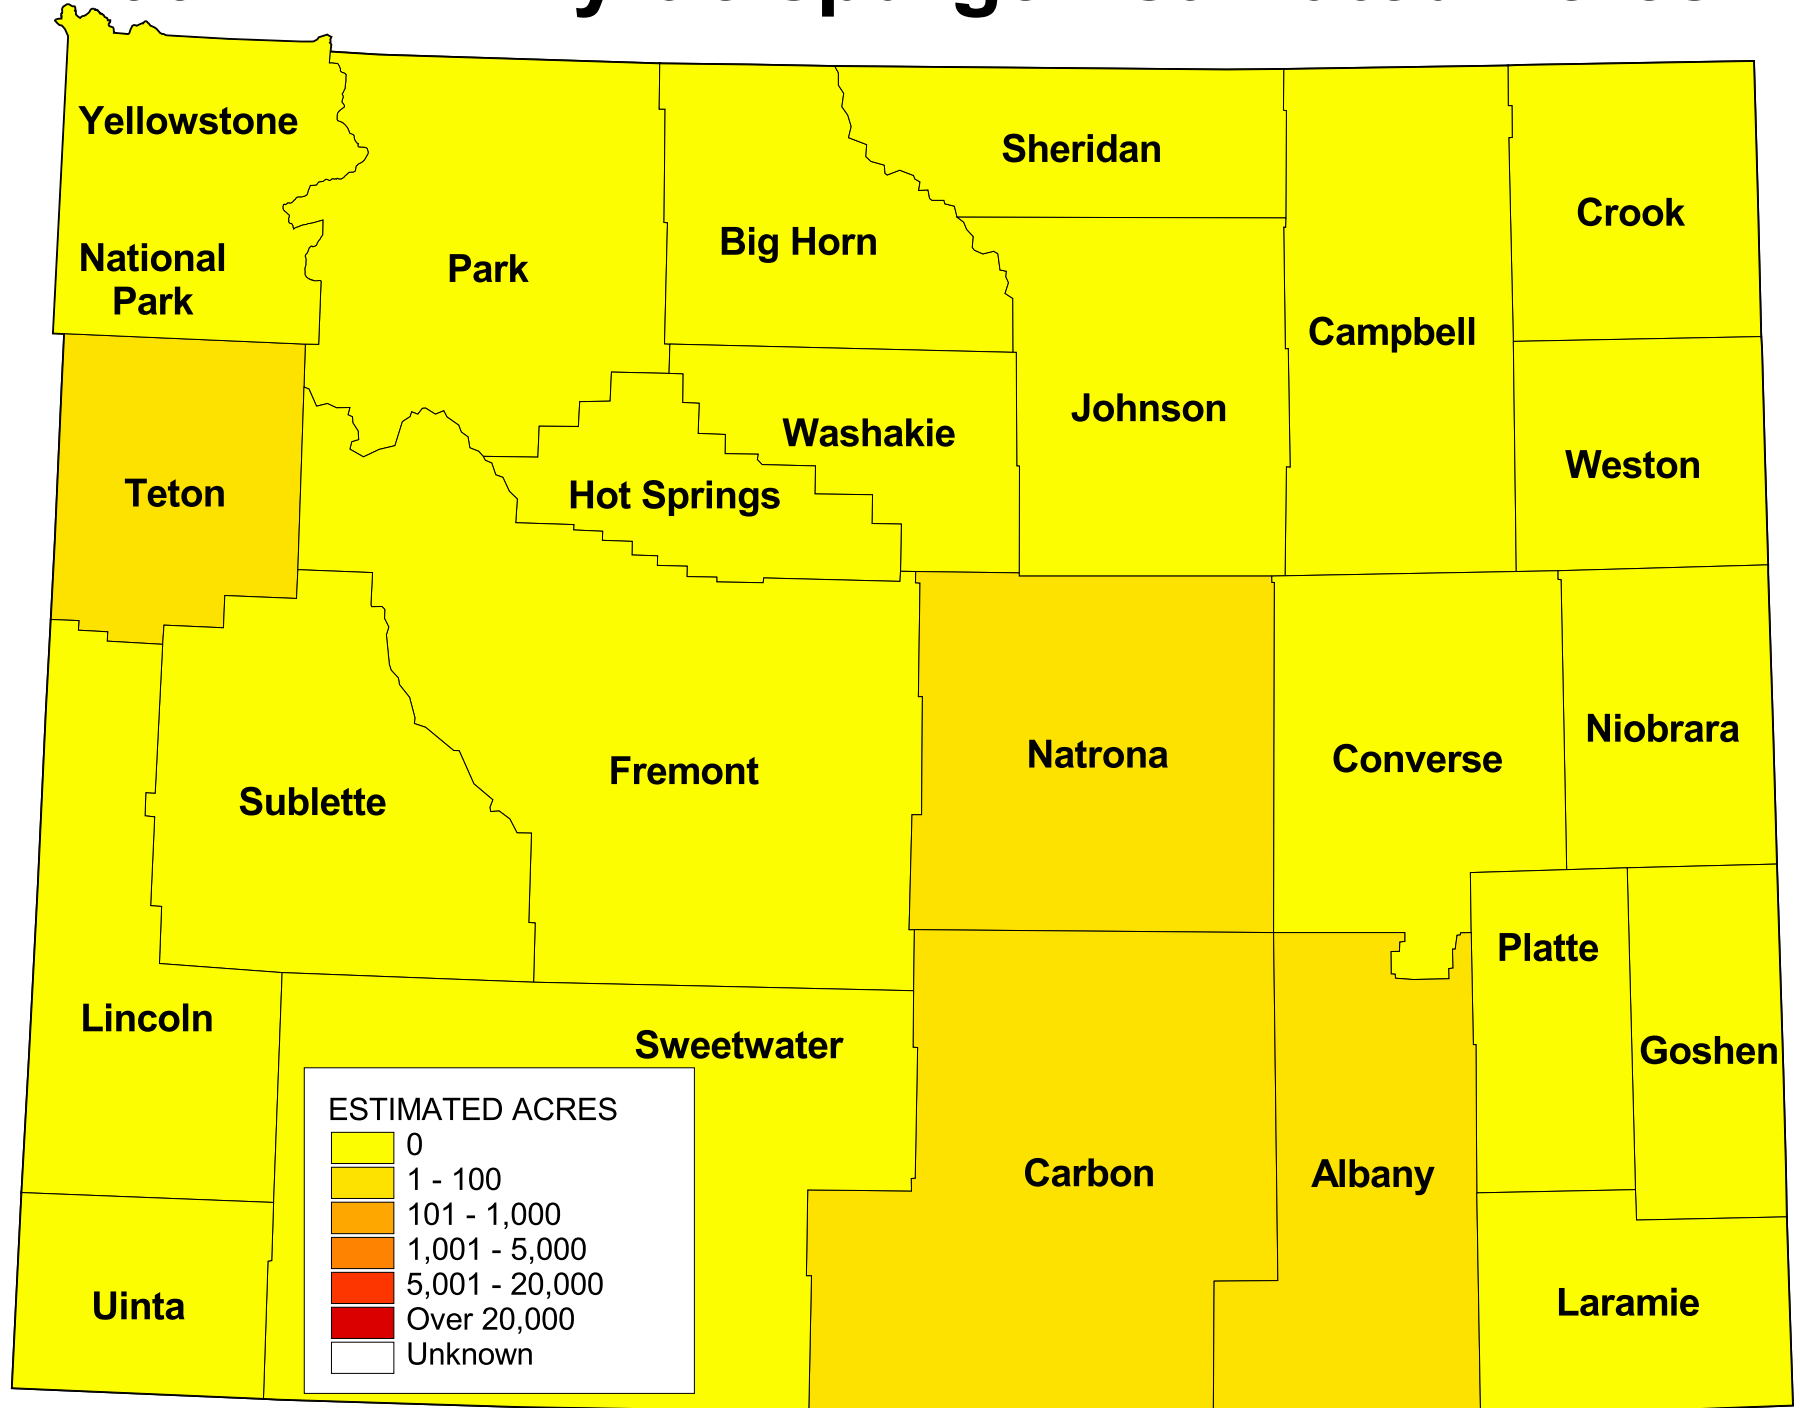 Yellowstone
National
Park
Park
Big Horn
Sheridan
Crook
Campbell
Johnson
Washakie
Hot Springs
Weston
Teton
Sublette
Fremont
Natrona
Converse
Niobrara
Platte
Lincoln
Sweetwater
Goshen
Carbon
Albany
Uinta
Laramie
ESTIMATED ACRES
0
1 - 100
101 - 1,000
1,001 - 5,000
5,001 - 20,000
Over 20,000
Unknown